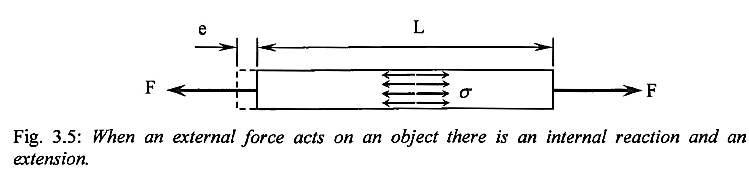 e
L
F
σ
F
Fig. 3.5: When an external force acts on an object there is an internal reaction and an
extension.